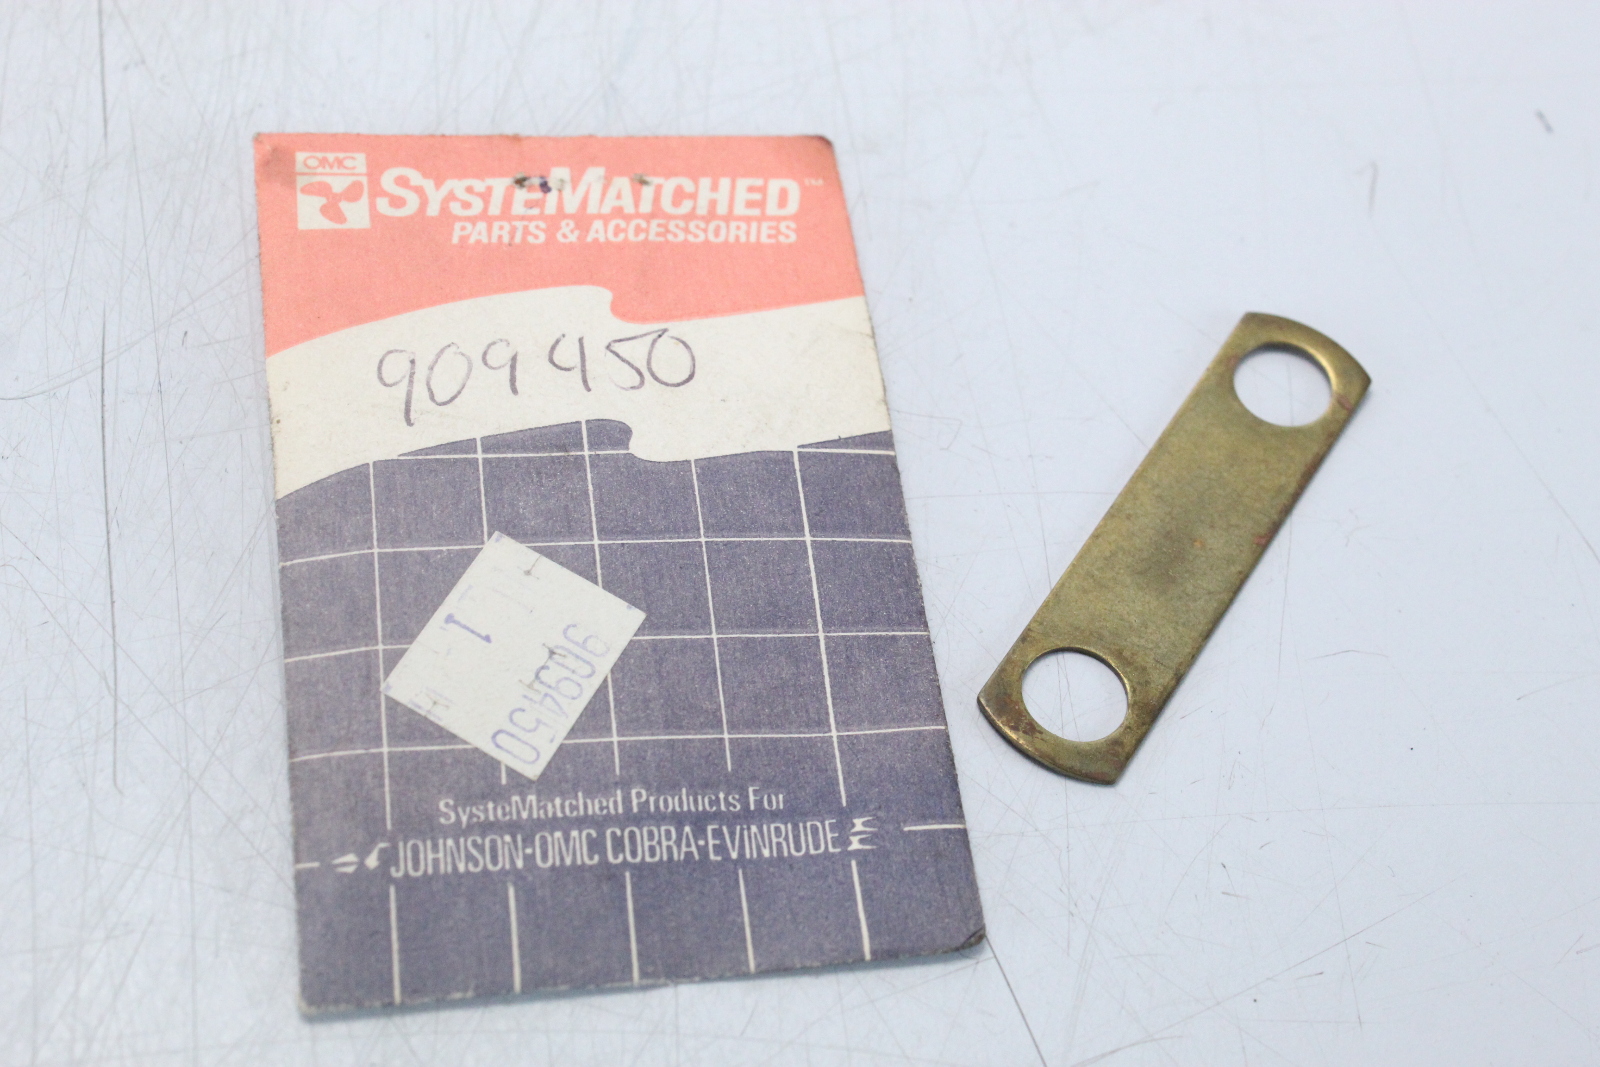 OMC
SYSTEMATCHED™
PARTS & ACCESSORIES
909450
1
909450
SysteMatched Products For
JOHNSON-OMC COBRA·EVINRUDE